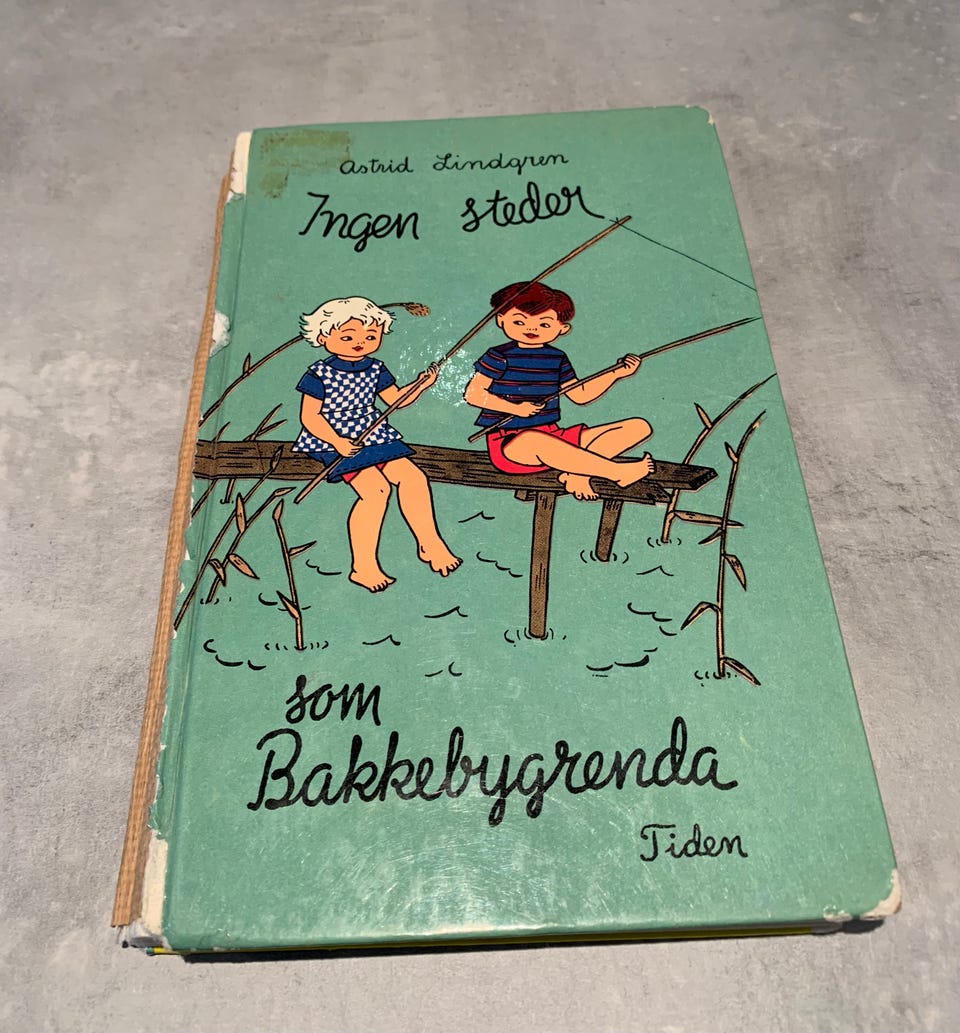 Astrid Lindgren
Ingen steder
som
Bakkebygrenda
Tiden